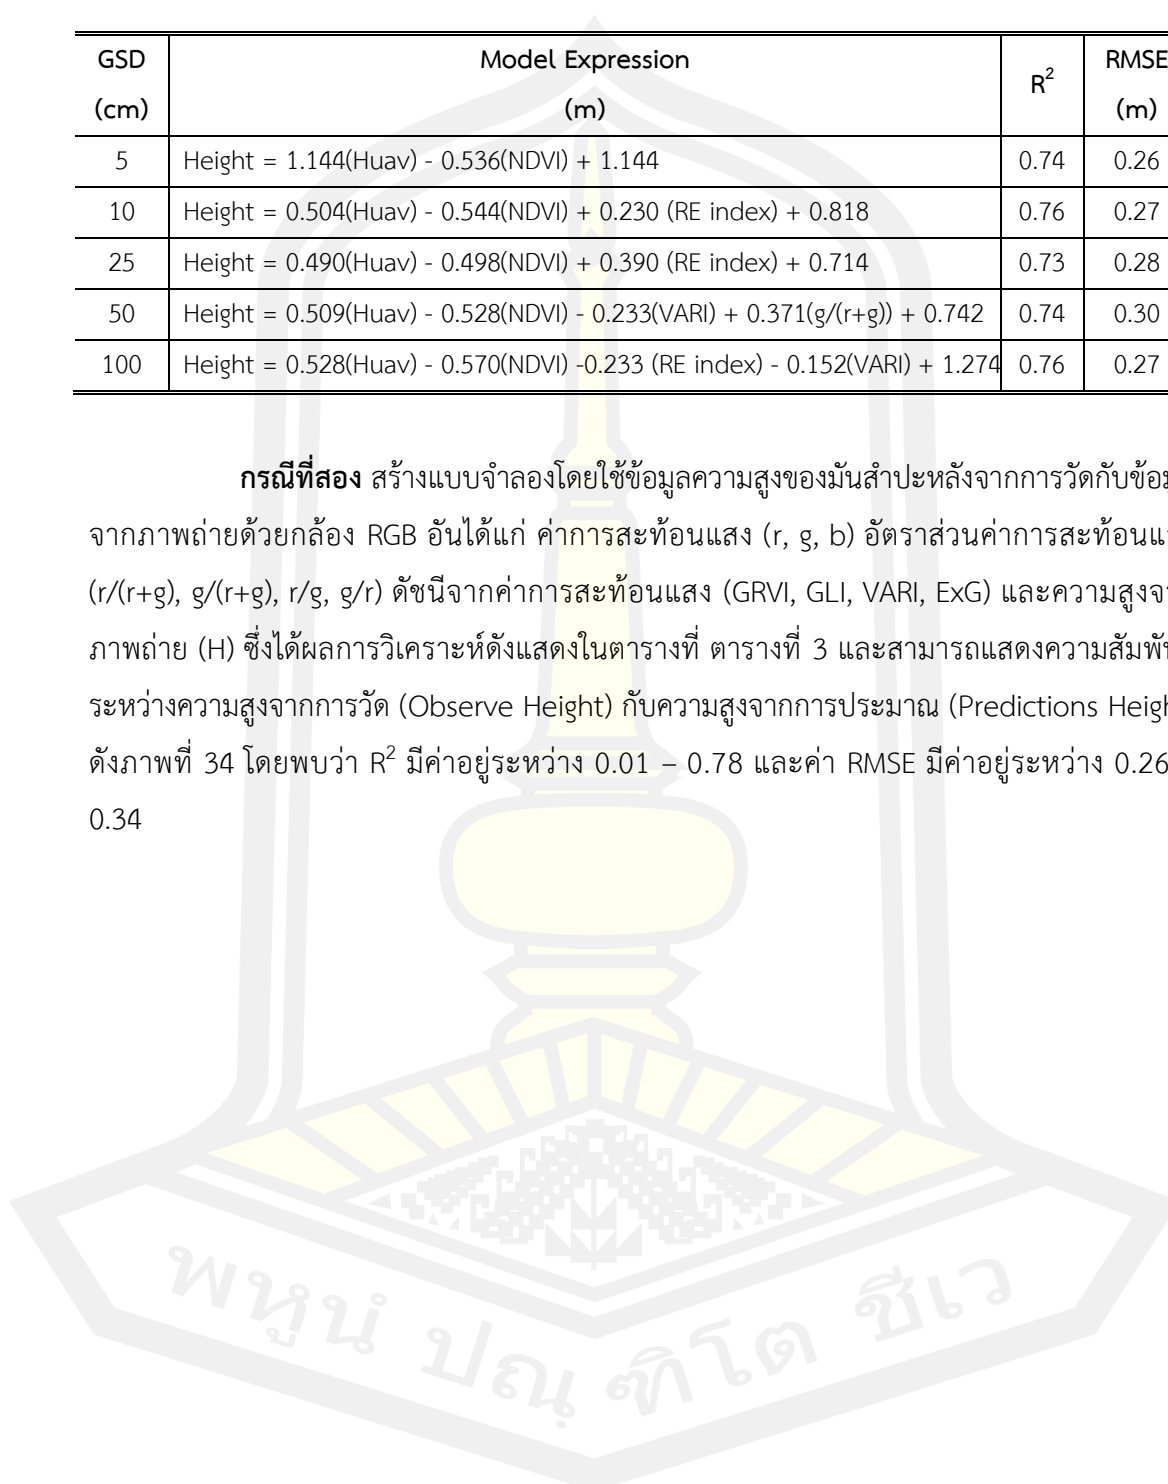 GSD Model Expression R² RMSE
(cm) (m) (m)
5 Height = 1.144(Huav) - 0.536(NDVI) + 1.144 0.74 0.26
10 Height = 0.504(Huav) - 0.544(NDVI) + 0.230 (RE index) + 0.818 0.76 0.27
25 Height = 0.490(Huav) - 0.498(NDVI) + 0.390 (RE index) + 0.714 0.73 0.28
50 Height = 0.509(Huav) - 0.528(NDVI) - 0.233(VARI) + 0.371(g/(r+g)) + 0.742 0.74 0.30
100 Height = 0.528(Huav) - 0.570(NDVI) -0.233 (RE index) - 0.152(VARI) + 1.274 0.76 0.27
กรณีที่สอง สร้างแบบจำลองโดยใช้ข้อมูลความสูงของมันสำปะหลังจากการวัดกับข้อม
จากภาพถ่ายด้วยกล้อง RGB อันได้แก่ ค่าการสะท้อนแสง (r, g, b) อัตราส่วนค่าการสะท้อนแ
(r/(r+g), g/(r+g), r/g, g/r) ดัชนีจากค่าการสะท้อนแสง (GRVI, GLI, VARI, ExG) และความสูงจ
ภาพถ่าย (H) ซึ่งได้ผลการวิเคราะห์ดังแสดงในตารางที่ ตารางที่ 3 และสามารถแสดงความสัมพั
ระหว่างความสูงจากการวัด (Observe Height) กับความสูงจากการประมาณ (Predictions Heigh
ดังภาพที่ 34 โดยพบว่า R² มีค่าอยู่ระหว่าง 0.01 – 0.78 และค่า RMSE มีค่าอยู่ระหว่าง 0.26
0.34
พหูนํ ปณฺฑิโต ชีเว